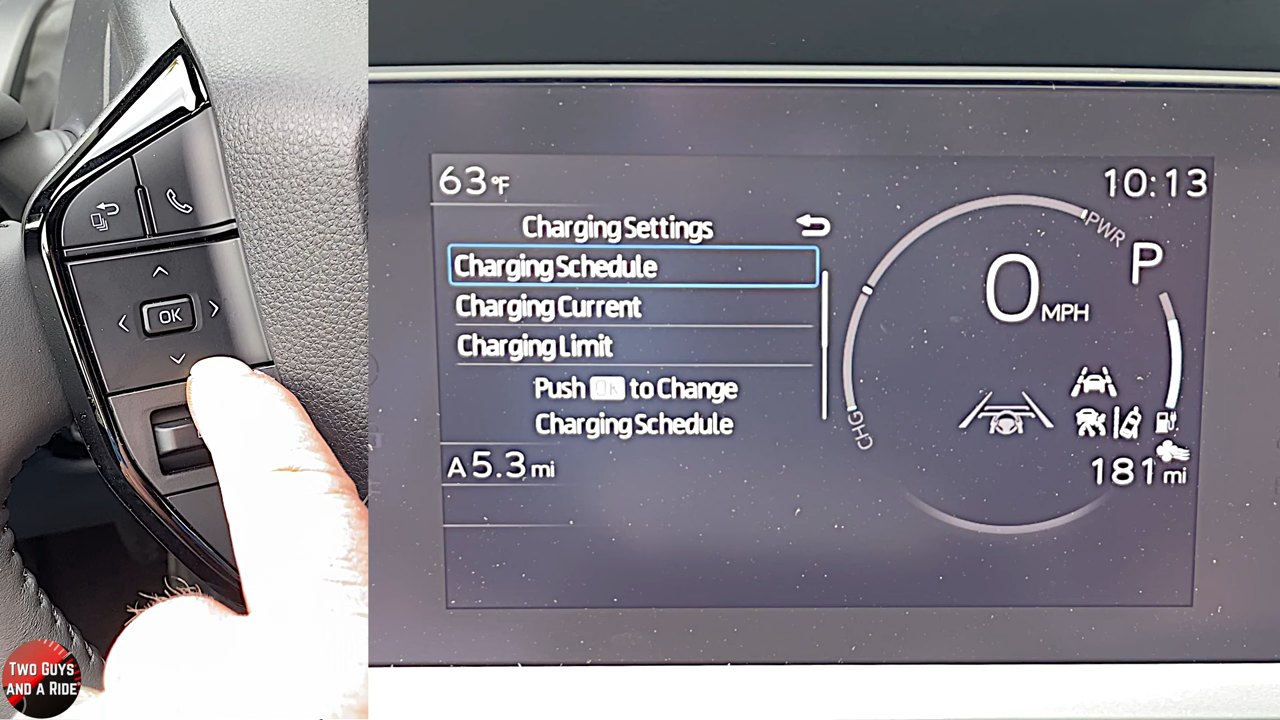 OK
TWO GUYS
AND A RIDE
63°F
10:13
Charging Settings
Charging Schedule
Charging Current
Charging Limit
Push OK to Change
Charging Schedule
A 5.3 mi
PWR
P
0 MPH
CHG
181 mi